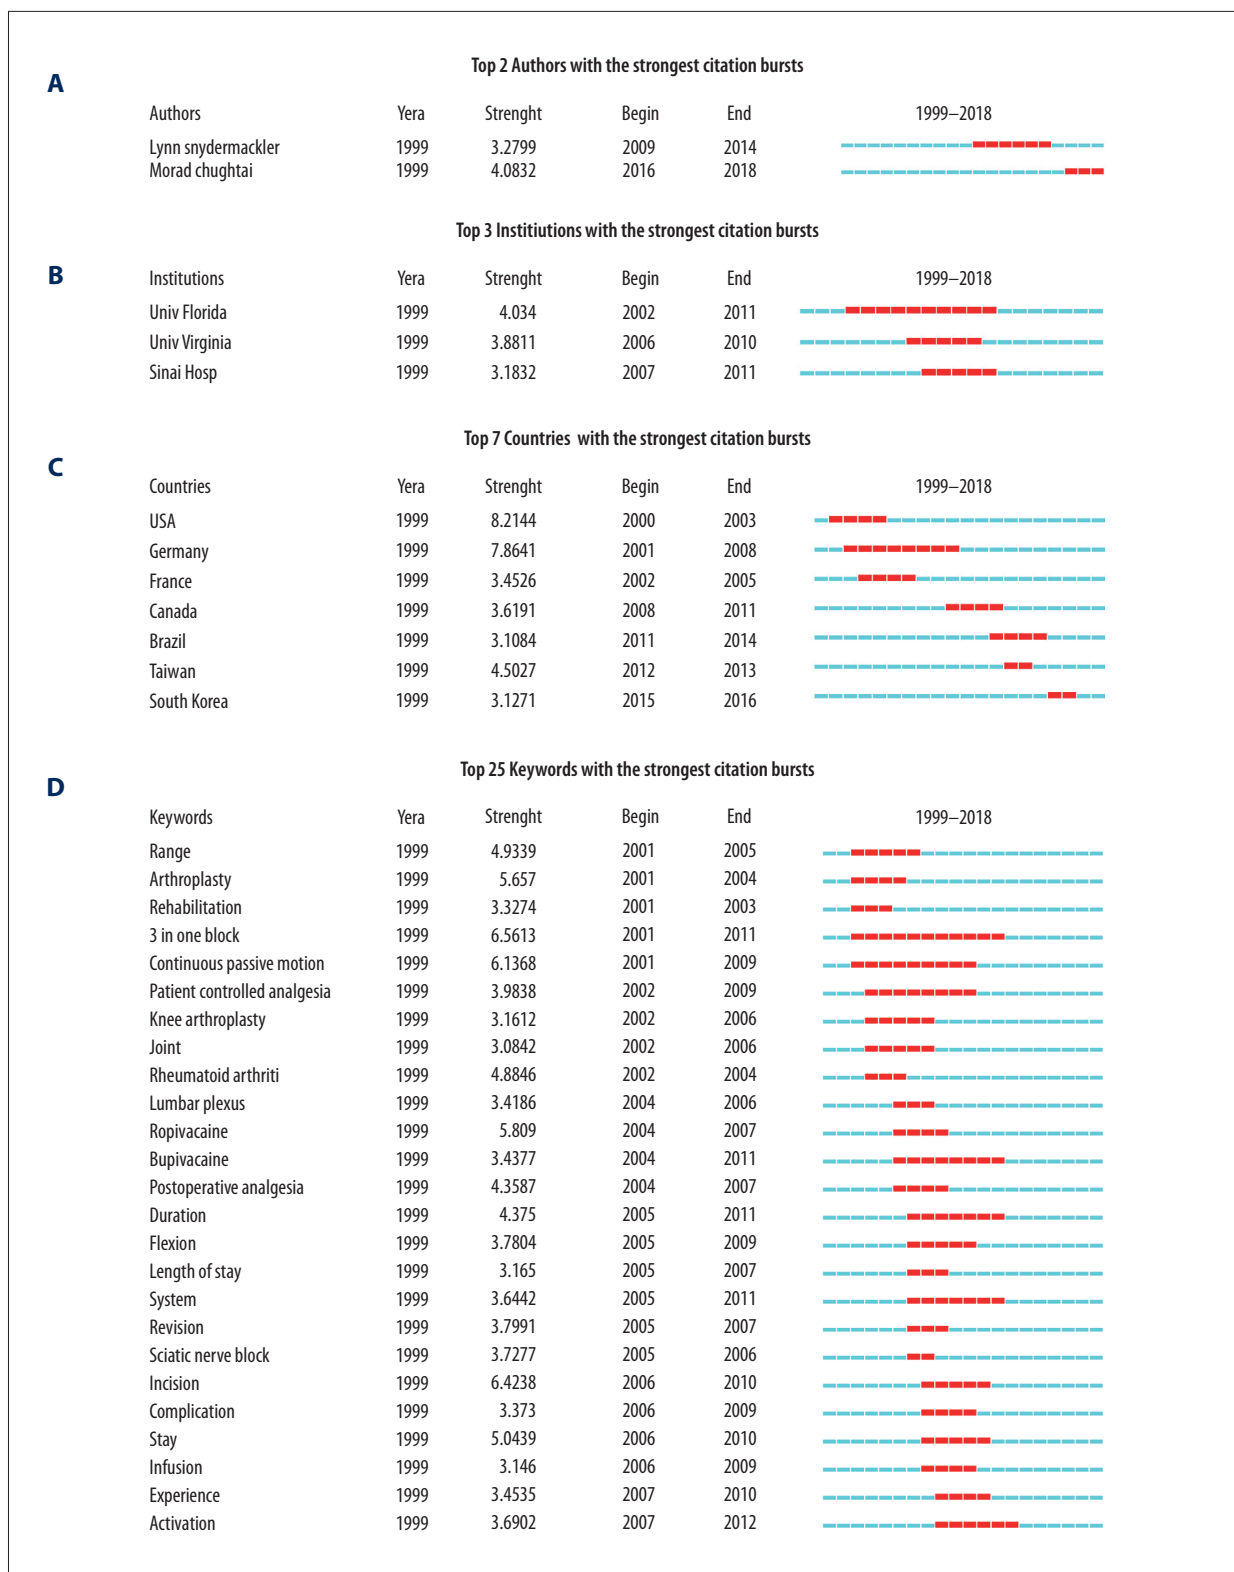 A
Top 2 Authors with the strongest citation bursts
Authors Yera Strenght Begin End 1999–2018
Lynn snydermackler 1999 3.2799 2009 2014
Morad chughtai 1999 4.0832 2016 2018
Top 3 Institiutions with the strongest citation bursts
B
Institutions Yera Strenght Begin End 1999–2018
Univ Florida 1999 4.034 2002 2011
Univ Virginia 1999 3.8811 2006 2010
Sinai Hosp 1999 3.1832 2007 2011
Top 7 Countries with the strongest citation bursts
C
Countries Yera Strenght Begin End 1999–2018
USA 1999 8.2144 2000 2003
Germany 1999 7.8641 2001 2008
France 1999 3.4526 2002 2005
Canada 1999 3.6191 2008 2011
Brazil 1999 3.1084 2011 2014
Taiwan 1999 4.5027 2012 2013
South Korea 1999 3.1271 2015 2016
Top 25 Keywords with the strongest citation bursts
D
Keywords Yera Strenght Begin End 1999–2018
Range 1999 4.9339 2001 2005
Arthroplasty 1999 5.657 2001 2004
Rehabilitation 1999 3.3274 2001 2003
3 in one block 1999 6.5613 2001 2011
Continuous passive motion 1999 6.1368 2001 2009
Patient controlled analgesia 1999 3.9838 2002 2009
Knee arthroplasty 1999 3.1612 2002 2006
Joint 1999 3.0842 2002 2006
Rheumatoid arthriti 1999 4.8846 2002 2004
Lumbar plexus 1999 3.4186 2004 2006
Ropivacaine 1999 5.809 2004 2007
Bupivacaine 1999 3.4377 2004 2011
Postoperative analgesia 1999 4.3587 2004 2007
Duration 1999 4.375 2005 2011
Flexion 1999 3.7804 2005 2009
Length of stay 1999 3.165 2005 2007
System 1999 3.6442 2005 2011
Revision 1999 3.7991 2005 2007
Sciatic nerve block 1999 3.7277 2005 2006
Incision 1999 6.4238 2006 2010
Complication 1999 3.373 2006 2009
Stay 1999 5.0439 2006 2010
Infusion 1999 3.146 2006 2009
Experience 1999 3.4535 2007 2010
Activation 1999 3.6902 2007 2012